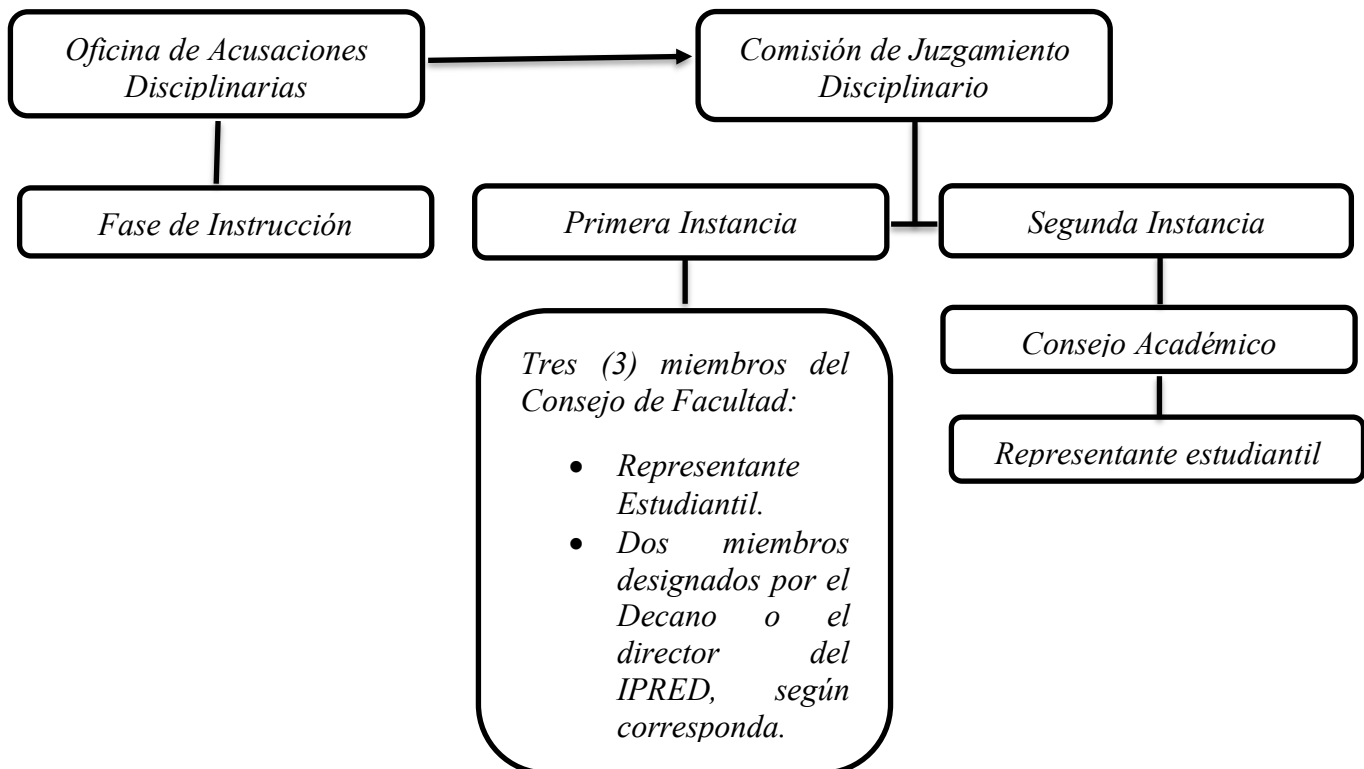 Oficina de Acusaciones
Disciplinarias
Comisión de Juzgamiento
Disciplinario
Fase de Instrucción
Primera Instancia
Segunda Instancia
Tres (3) miembros del
Consejo de Facultad:
• Representante
Estudiantil.
• Dos miembros
designados por el
Decano o el
director del
IPRED, según
corresponda.
Consejo Académico
Representante estudiantil